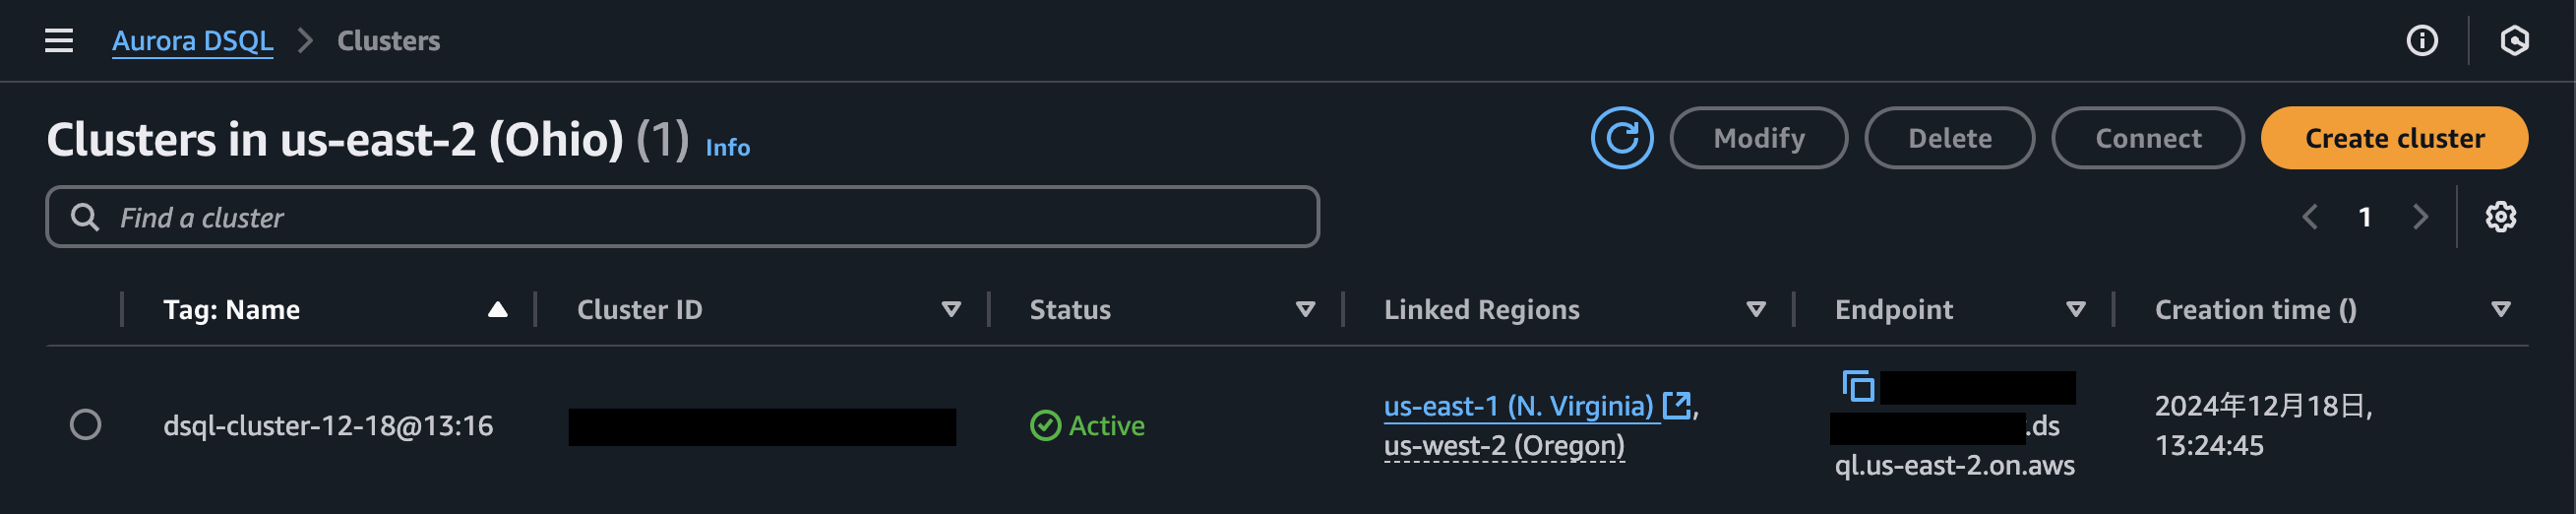 Aurora DSQL > Clusters
Clusters in us-east-2 (Ohio) (1) Info
Modify
Delete
Connect
Create cluster
Find a cluster
1
Tag: Name
Cluster ID
Status
Linked Regions
Endpoint
Creation time ()
dsql-cluster-12-18@13:16
Active
us-east-1 (N. Virginia),
us-west-2 (Oregon)
.ds
ql.us-east-2.on.aws
2024年12月18日,
13:24:45